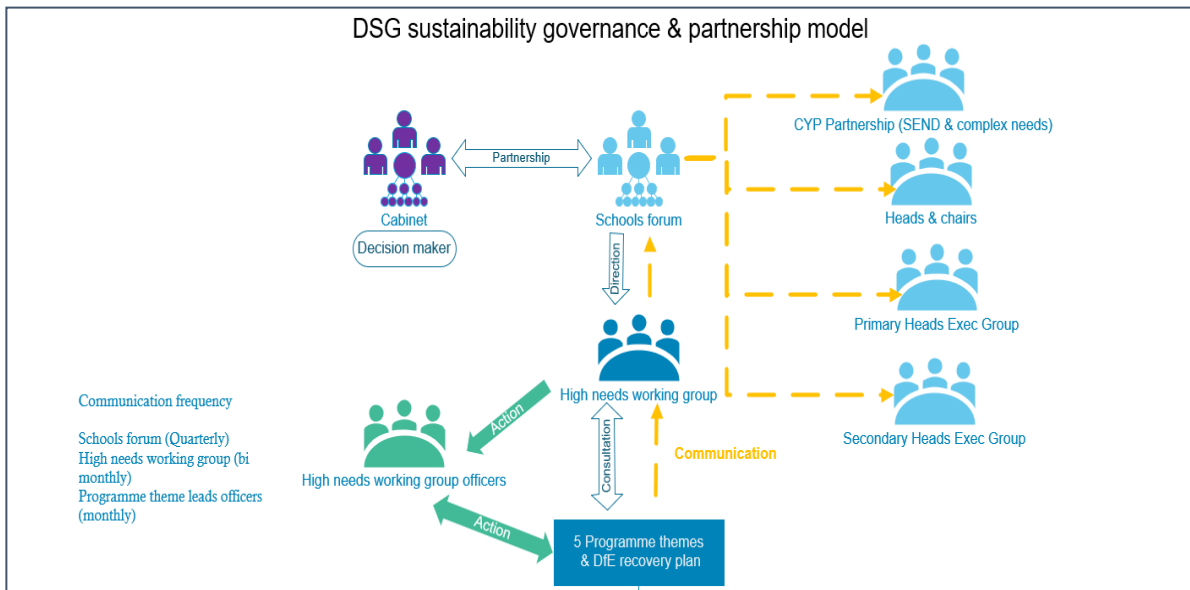 DSG sustainability governance & partnership model
CYP Partnership (SEND & complex needs)
Partnership
Cabinet
Decision maker
Schools forum
Heads & chairs
Direction
Primary Heads Exec Group
High needs working group
Secondary Heads Exec Group
Communication frequency
Schools forum (Quarterly)
High needs working group (bi
monthly)
Programme theme leads officers
(monthly)
Action
High needs working group officers
Consultation
Communication
Action
5 Programme themes
& DfE recovery plan